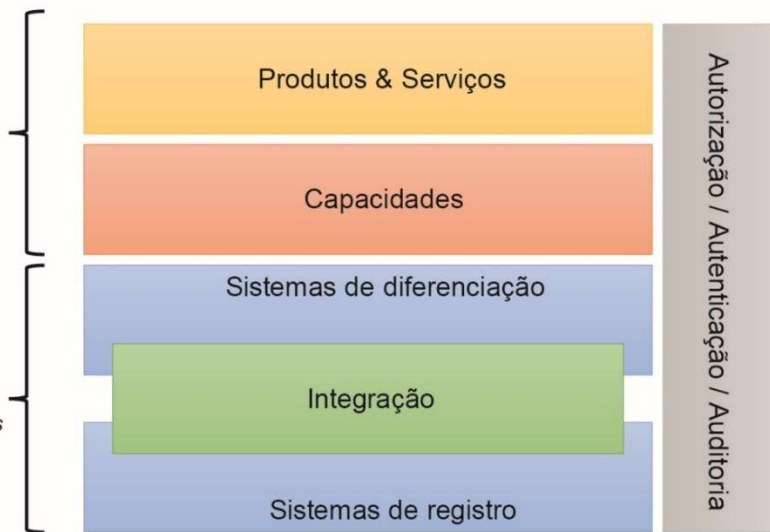 Produtos & Serviços
Capacidades
Sistemas de diferenciação
Integração
Sistemas de registro
Autorização / Autenticação / Auditoria